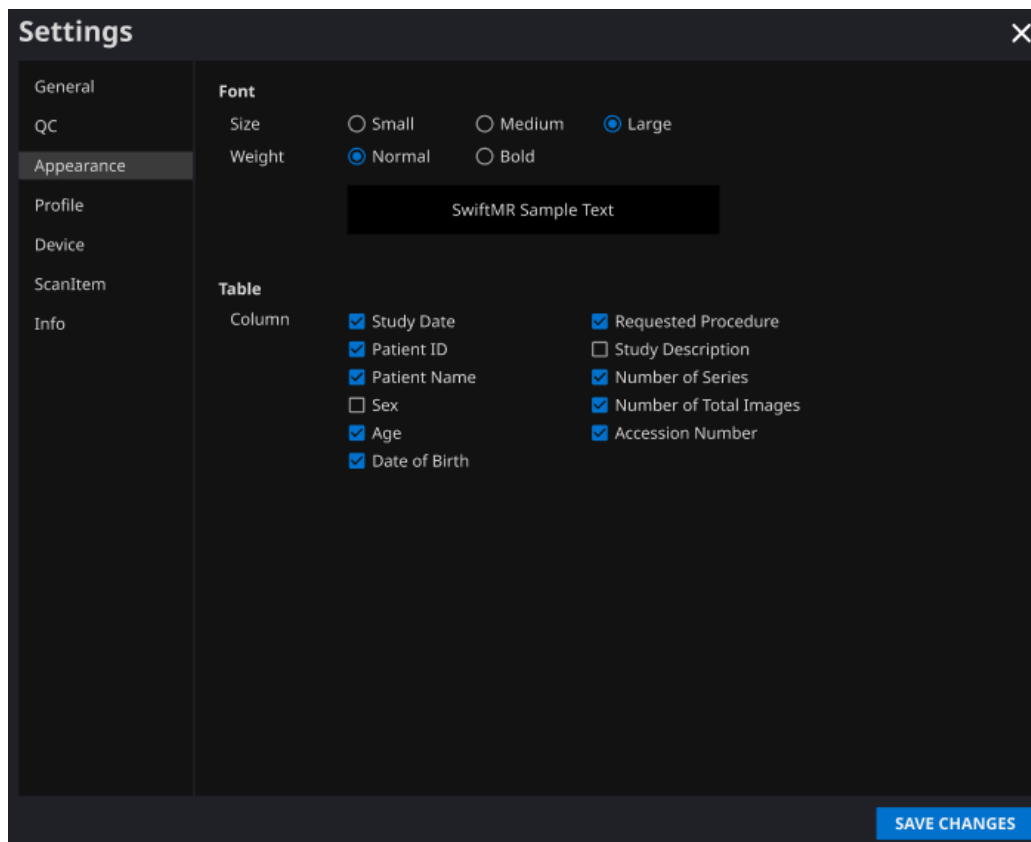 Settings
General
QC
Appearance
Profile
Device
ScanItem
Info
Font
Size Small Medium Large
Weight Normal Bold
SwiftMR Sample Text
Table
Column
Study Date
Patient ID
Patient Name
Sex
Age
Date of Birth
Requested Procedure
Study Description
Number of Series
Number of Total Images
Accession Number
SAVE CHANGES